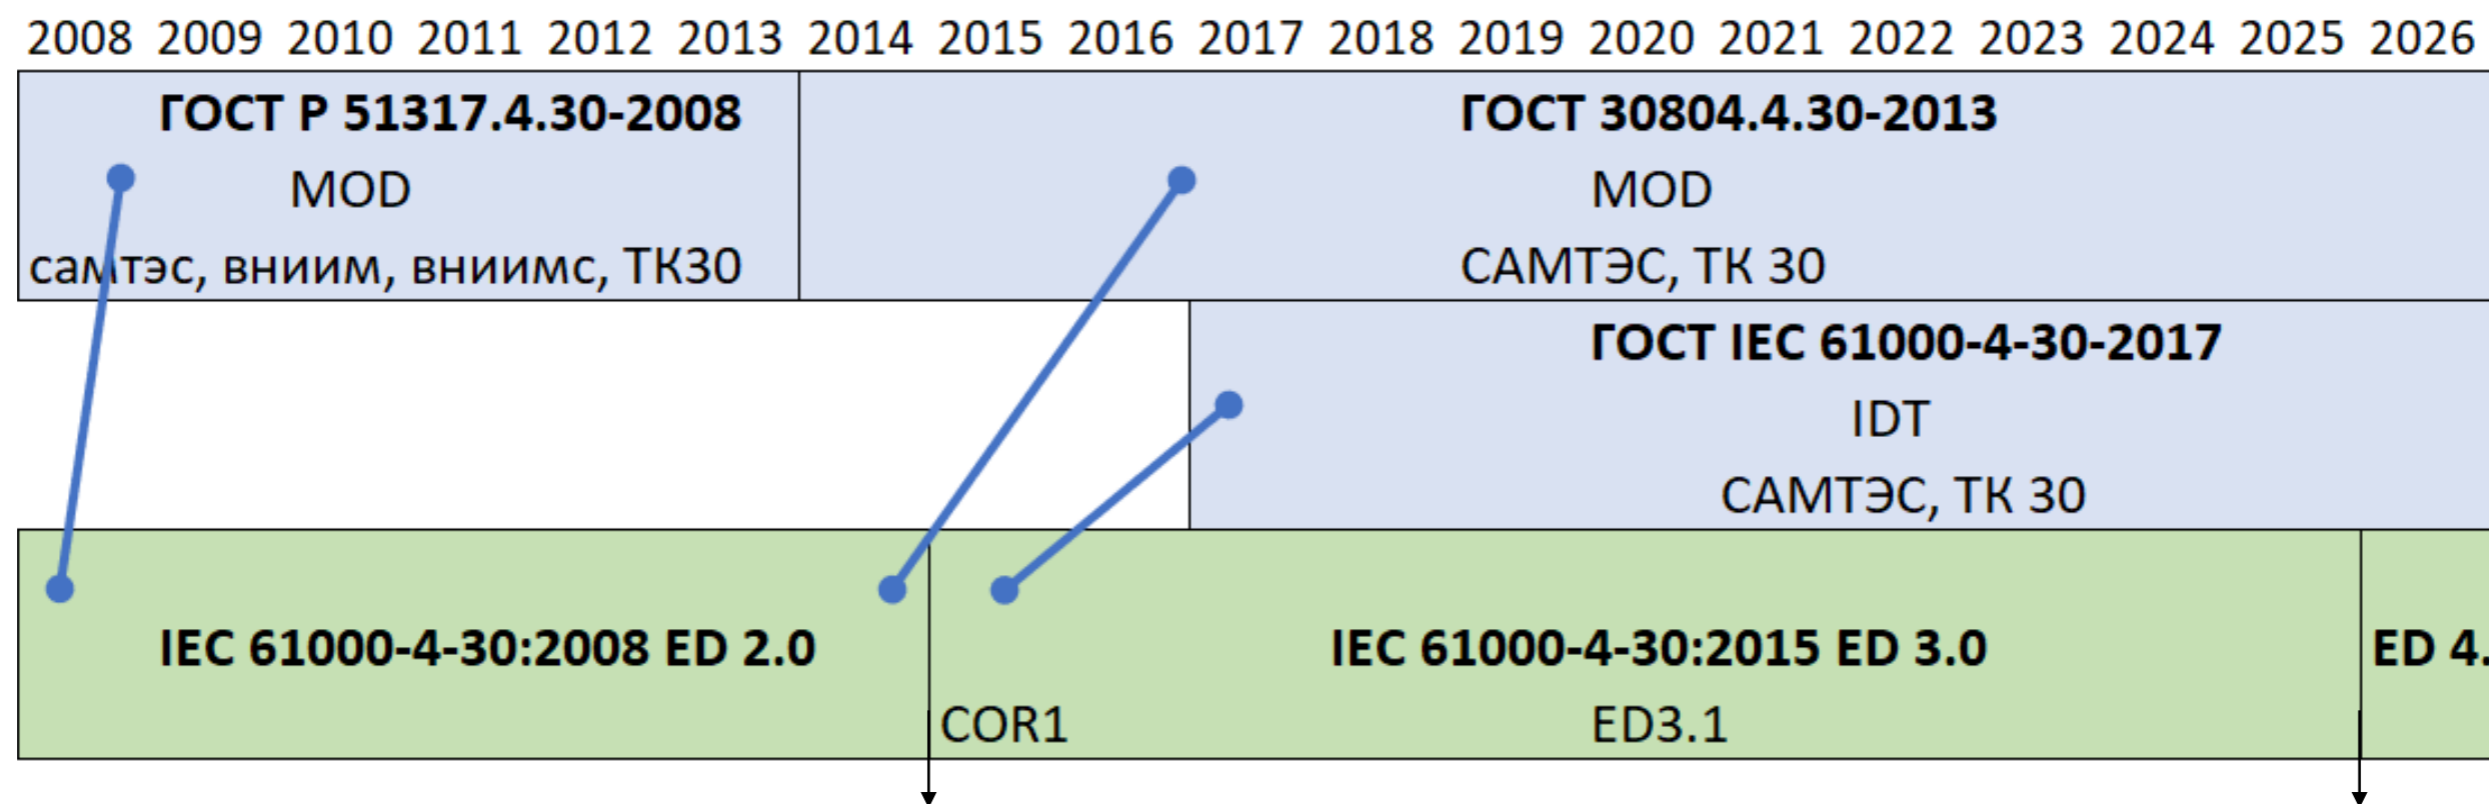 2008 2009 2010 2011 2012 2013 2014 2015 2016 2017 2018 2019 2020 2021 2022 2023 2024 2025 2026
ГОСТ Р 51317.4.30-2008
MOD
самтэс, вниим, вниимс, ТК30
ГОСТ 30804.4.30-2013
MOD
САМТЭС, ТК 30
ГОСТ IEC 61000-4-30-2017
IDT
САМТЭС, ТК 30
IEC 61000-4-30:2008 ED 2.0
IEC 61000-4-30:2015 ED 3.0
COR1
ED3.1
ED 4.